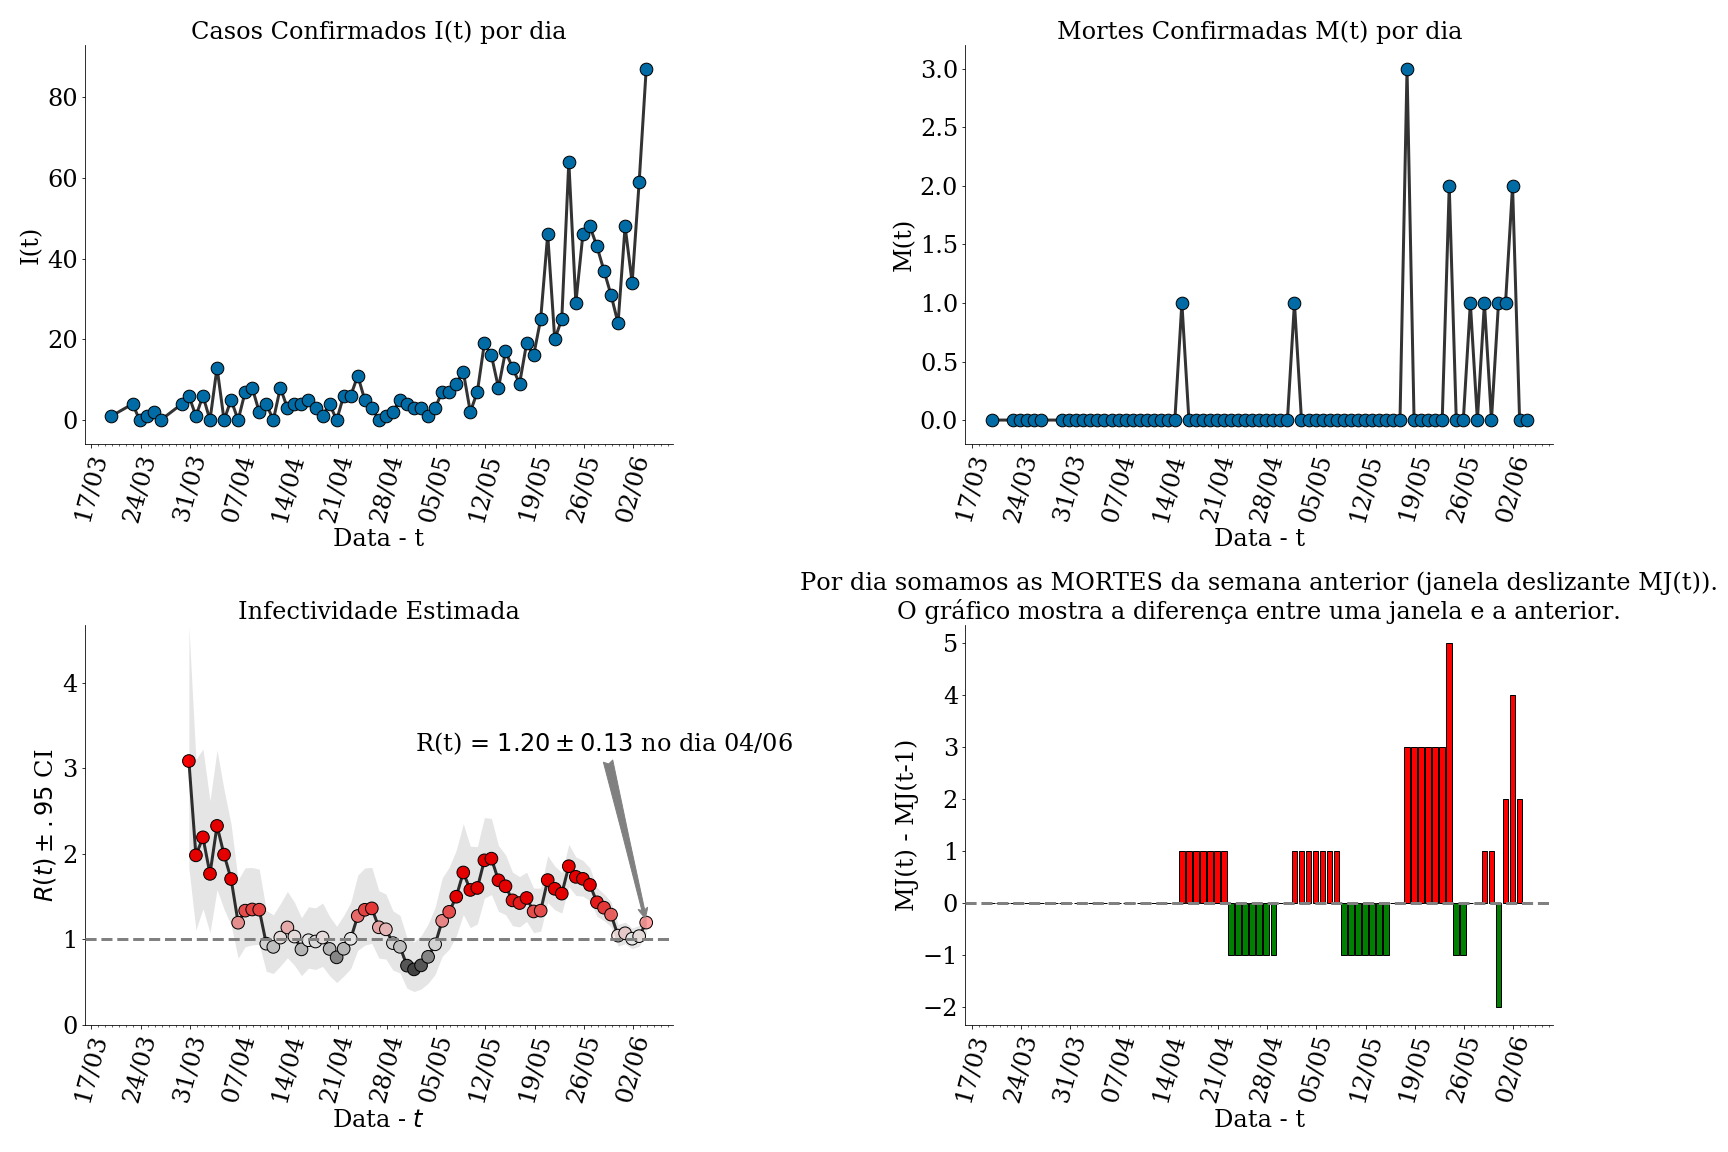 Casos Confirmados I(t) por dia
I(t)
80
60
40
20
0
17/03 24/03 31/03 07/04 14/04 21/04 28/04 05/05 12/05 19/05 26/05 02/06
Data - t
Mortes Confirmadas M(t) por dia
M(t)
3.0
2.5
2.0
1.5
1.0
0.5
0.0
17/03 24/03 31/03 07/04 14/04 21/04 28/04 05/05 12/05 19/05 26/05 02/06
Data - t
Infectividade Estimada
R(t) ± .95 CI
4
3
2
1
0
R(t) = 1.20 ± 0.13 no dia 04/06
17/03 24/03 31/03 07/04 14/04 21/04 28/04 05/05 12/05 19/05 26/05 02/06
Data - t
Por dia somamos as MORTES da semana anterior (janela deslizante MJ(t)).
O gráfico mostra a diferença entre uma janela e a anterior.
MJ(t) - MJ(t-1)
5
4
3
2
1
0
−1
−2
17/03 24/03 31/03 07/04 14/04 21/04 28/04 05/05 12/05 19/05 26/05 02/06
Data - t